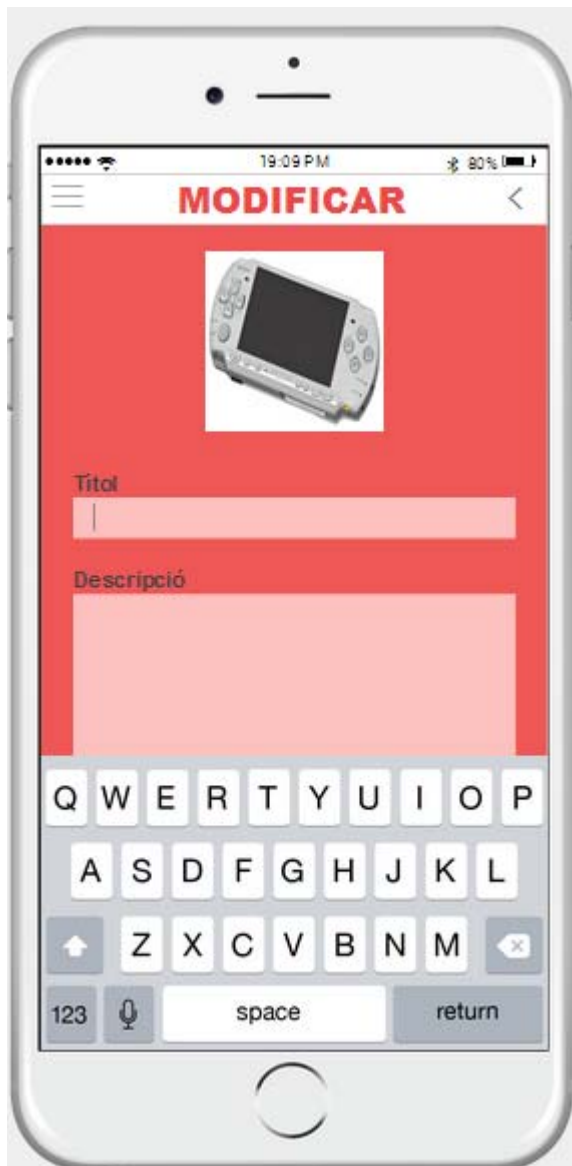 19:09 PM 80%
MODIFICAR
Títol
Descripció
Q W E R T Y U I O P
A S D F G H J K L
Z X C V B N M
123 space return